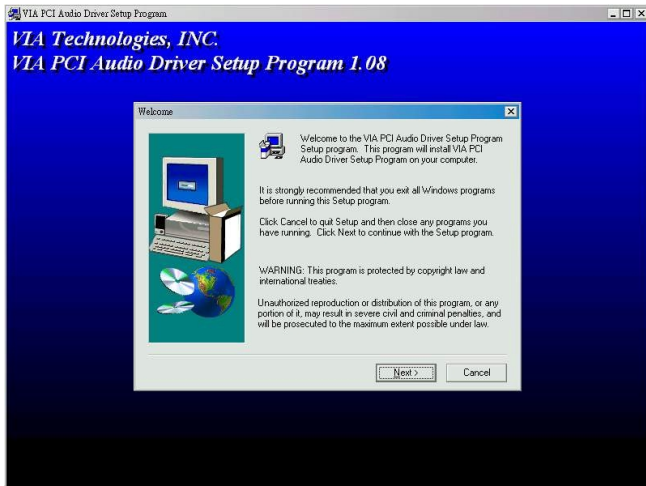 VIA PCI Audio Driver Setup Program
VIA Technologies, INC.
VIA PCI Audio Driver Setup Program 1.08
Welcome
Welcome to the VIA PCI Audio Driver Setup Program
Setup program. This program will install VIA PCI
Audio Driver Setup Program on your computer.
It is strongly recommended that you exit all Windows programs
before running this Setup program.
Click Cancel to quit Setup and then close any programs you
have running. Click Next to continue with the Setup program.
WARNING: This program is protected by copyright law and
international treaties.
Unauthorized reproduction or distribution of this program, or any
portion of it, may result in severe civil and criminal penalties, and
will be prosecuted to the maximum extent possible under law.
Next > Cancel